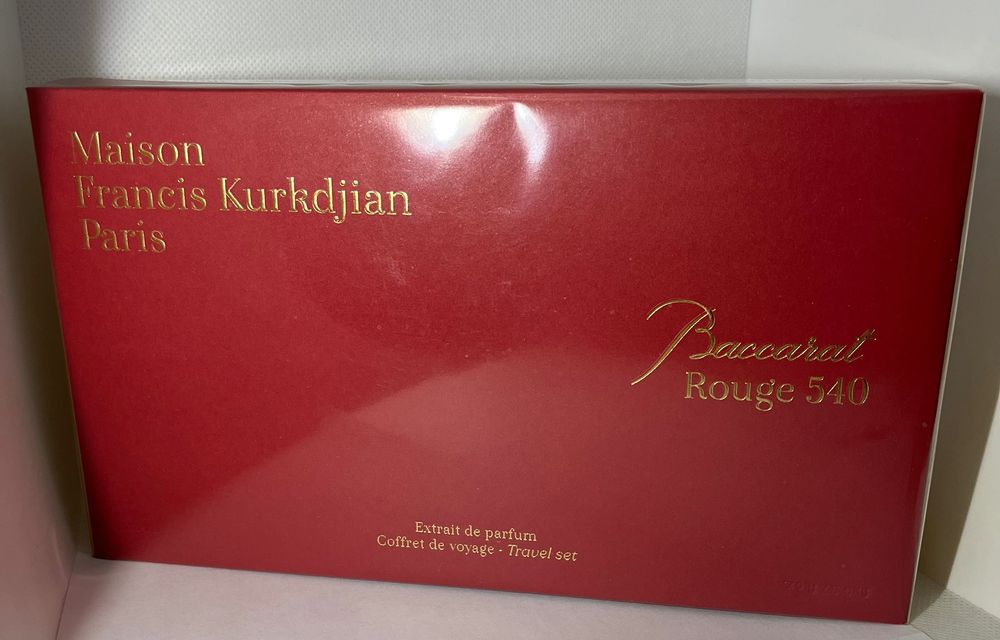 Maison
Francis Kurkdjian
Paris
Baccarat
Rouge 540
Extrait de parfum
Coffret de voyage - Travel set